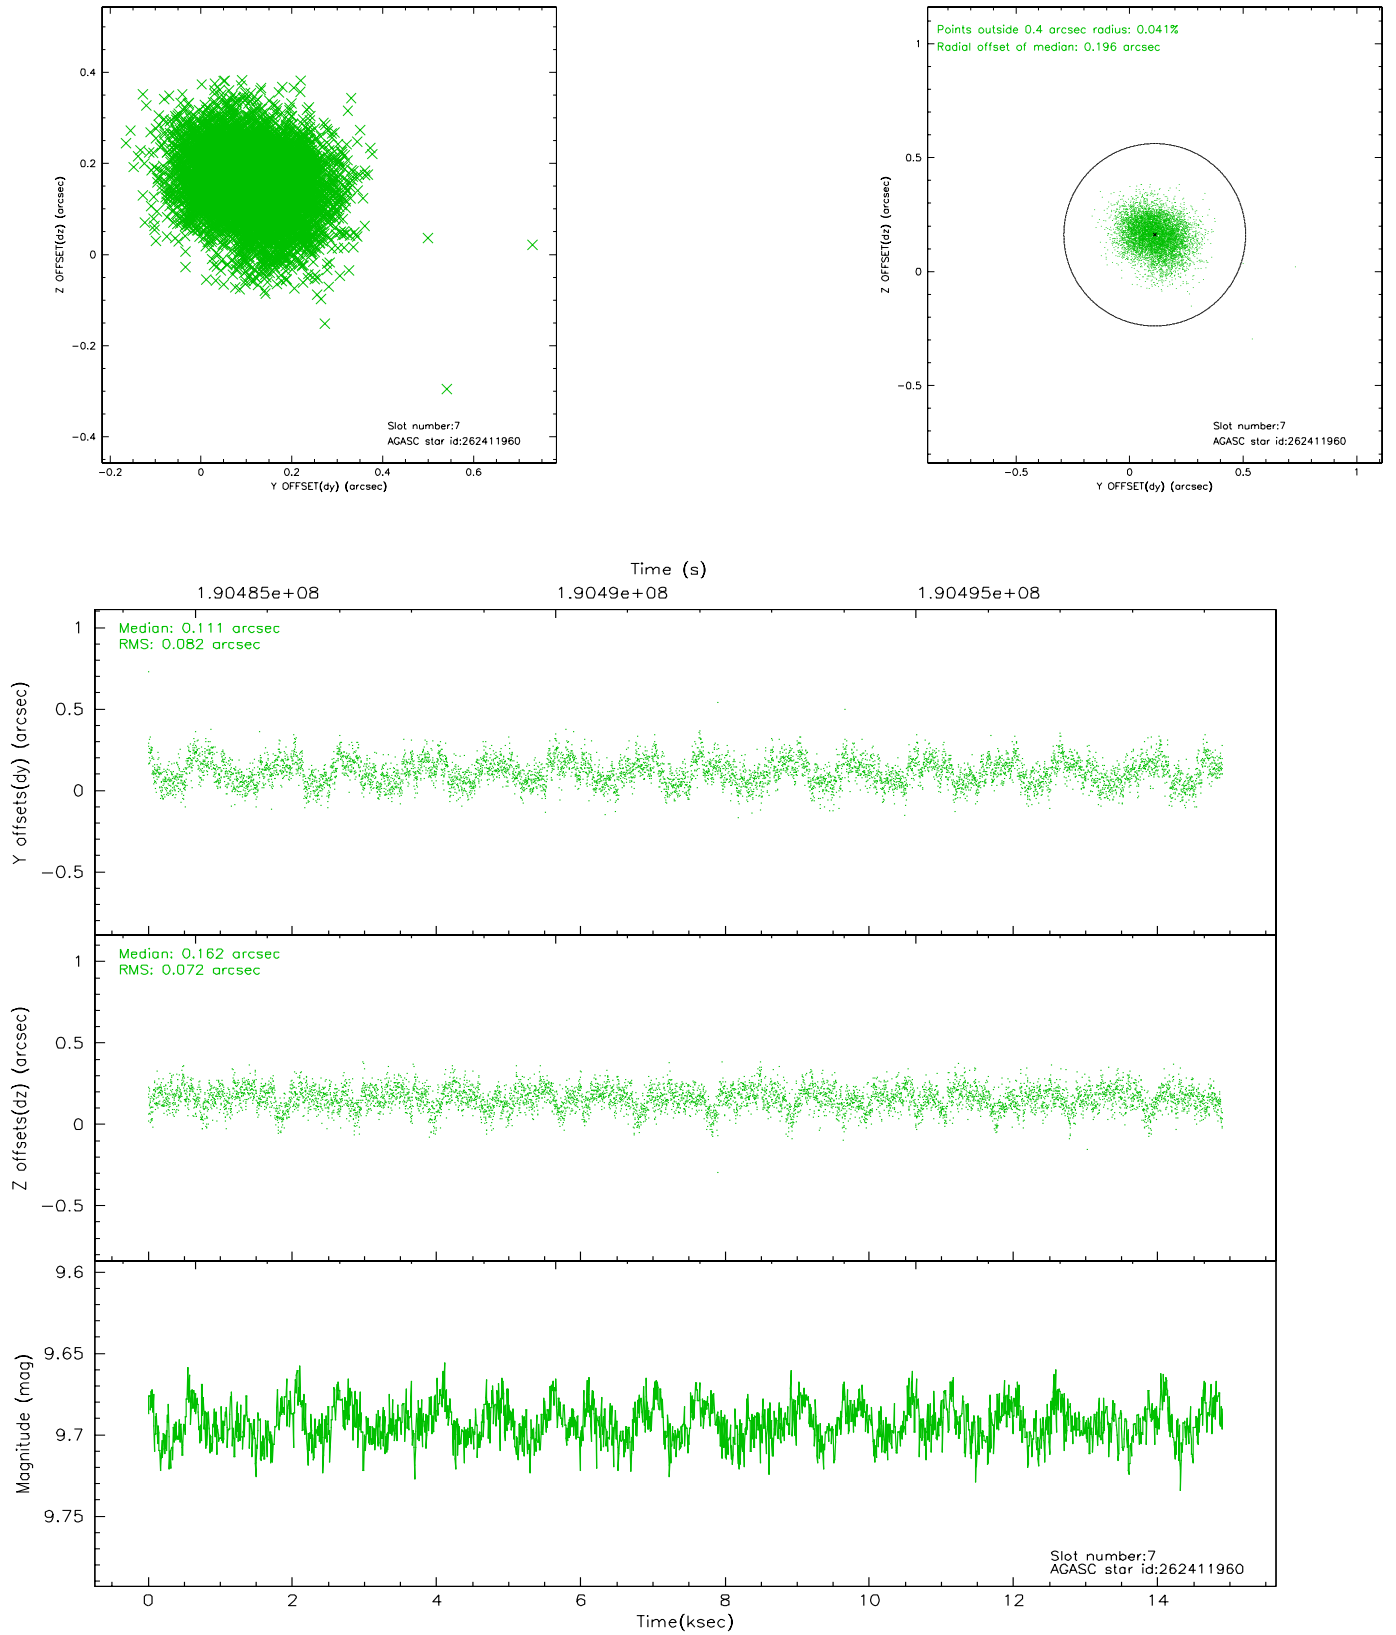 0.4
0.2
0
−0.2
−0.4
Z OFFSET(dz) (arcsec)
Slot number:7
AGASC star id:262411960
−0.2
0
0.2
0.4
0.6
Y OFFSET(dy) (arcsec)
Points outside 0.4 arcsec radius: 0.041%
Radial offset of median: 0.196 arcsec
1
0.5
0
−0.5
Z OFFSET(dz) (arcsec)
Slot number:7
AGASC star id:262411960
−0.5
0
0.5
1
Y OFFSET(dy) (arcsec)
Time (s)
1.90485e+08
1.9049e+08
1.90495e+08
Median: 0.111 arcsec
RMS: 0.082 arcsec
1
0.5
0
−0.5
Y offsets(dy) (arcsec)
Median: 0.162 arcsec
RMS: 0.072 arcsec
1
0.5
0
−0.5
Z offsets(dz) (arcsec)
9.6
9.65
9.7
9.75
Magnitude (mag)
Slot number:7
AGASC star id:262411960
0
2
4
6
8
10
12
14
Time(ksec)